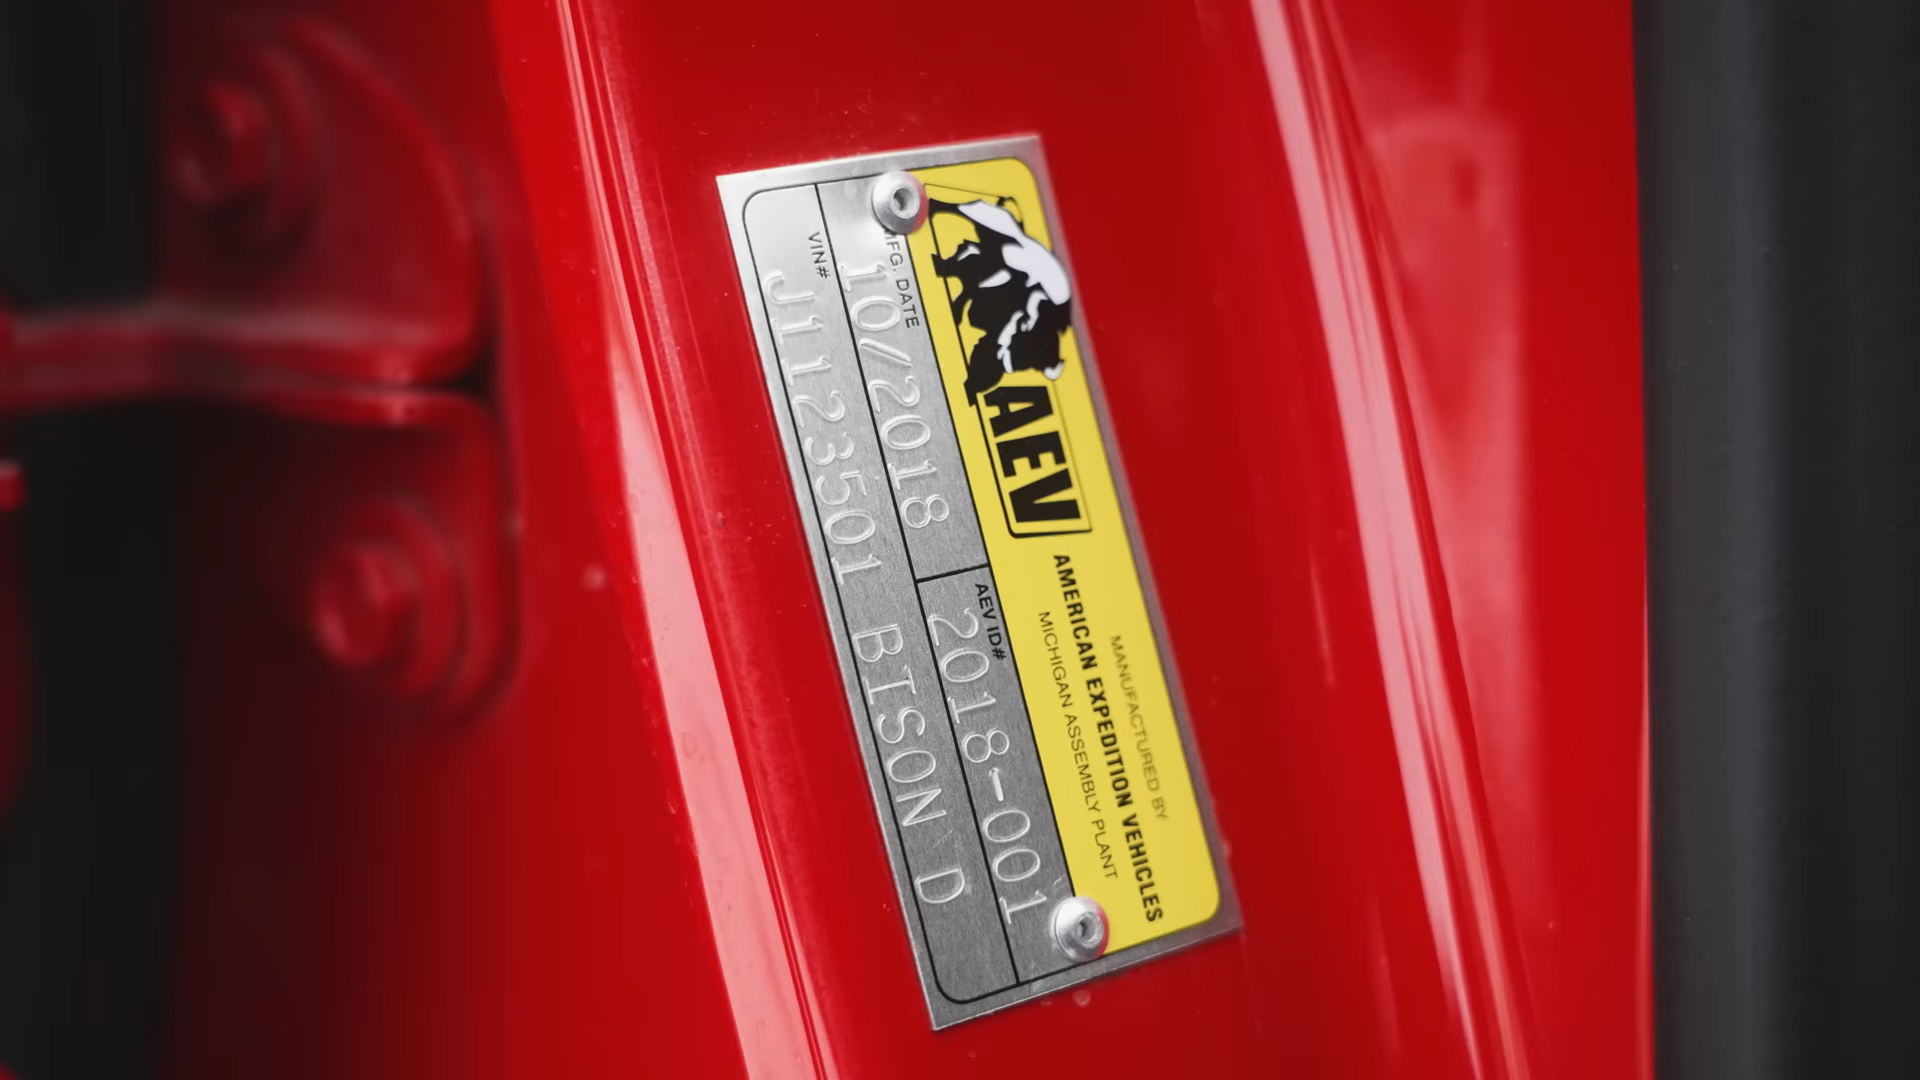 AEV
MANUFACTURED BY
AMERICAN EXPEDITION VEHICLES
MICHIGAN ASSEMBLY PLANT
MFG. DATE
10/2018
AEV ID#
2018-001
VIN#
J1123501 BISON D